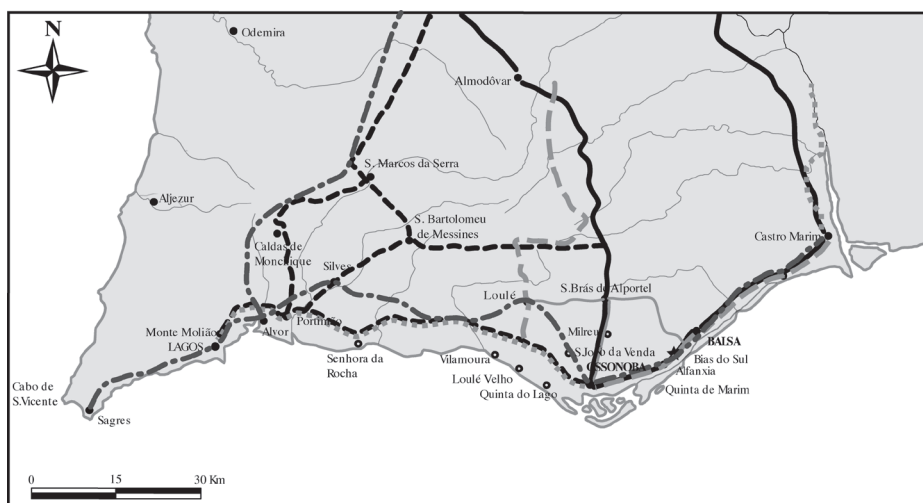 N
Odemira
Almodôvar
S. Marcos da Serra
Aljezur
S. Bartolomeu
de Messines
Castro Marim
Caldas de
Monchique
Silves
S.Brás de Alportel
Loulé
Portimão
Alvor
Monte Molião
LAGOS
Milreu
BALSA
S.João da Venda
OSSONOBA
Bias do Sul
Alfanxia
Senhora da
Rocha
Vilamoura
Loulé Velho
Quinta do Lago
Quinta de Marim
Cabo de
S.Vicente
Sagres
0 15 30 Km